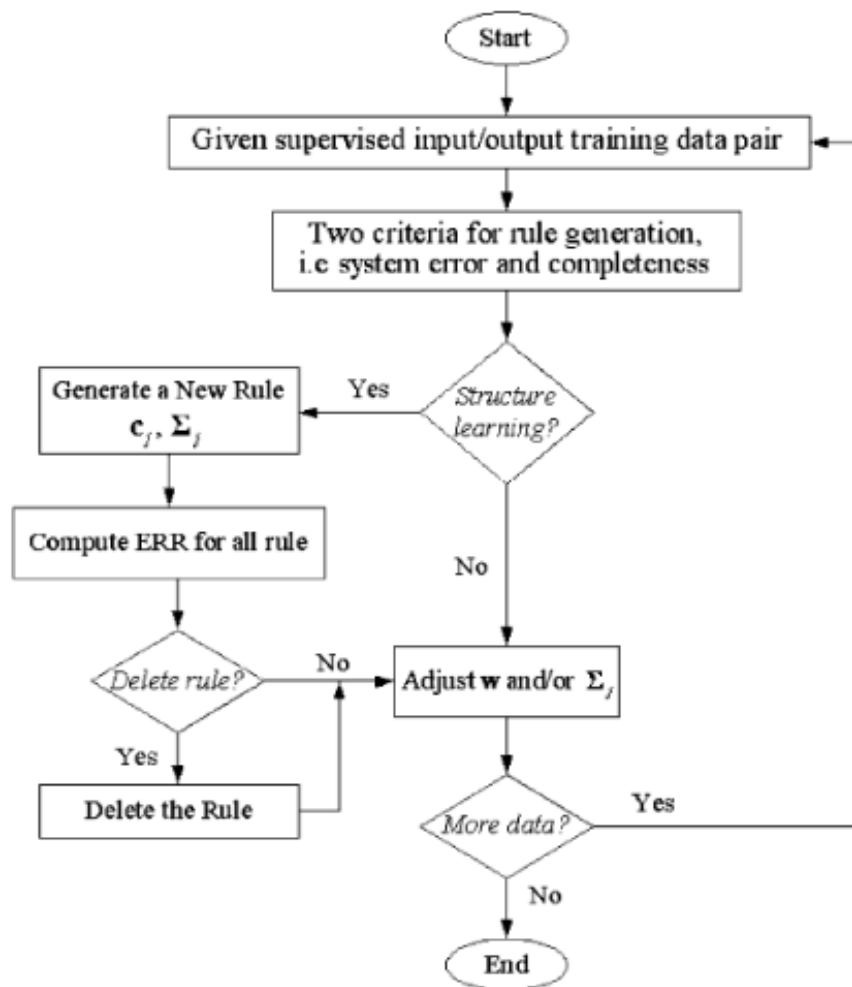 Start
Given supervised input/output training data pair
Two criteria for rule generation,
i.e system error and completeness
Structure
learning?
Yes
Generate a New Rule
c_j, Σ_j
Compute ERR for all rule
No
Delete rule?
No
Adjust w and/or Σ_j
Yes
Delete the Rule
More data?
Yes
No
End